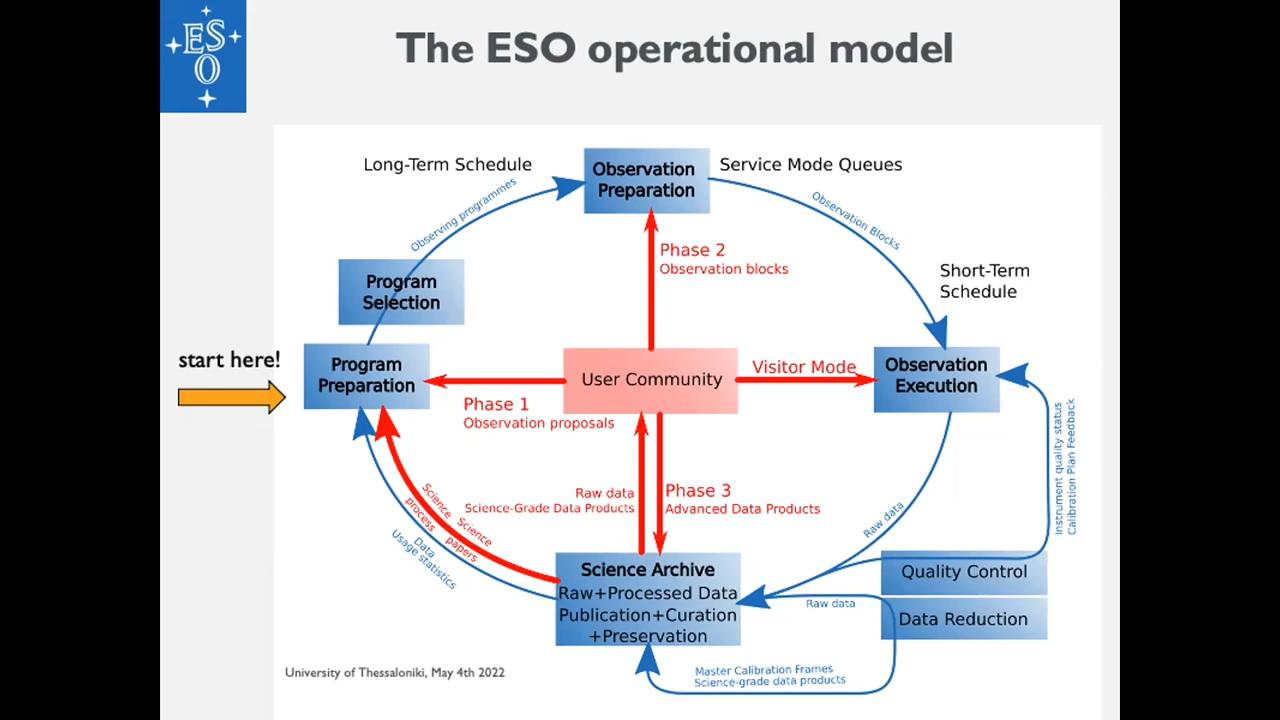 ES
O
The ESO operational model
Long-Term Schedule
Observation
Preparation
Service Mode Queues
Observing programmes
Observation Blocks
Phase 2
Observation blocks
Short-Term
Schedule
Program
Selection
start here!
Program
Preparation
User Community
Visitor Mode
Observation
Execution
Phase 1
Observation proposals
Instrument quality status
Calibration Plan Feedback
Raw data
Science-Grade Data Products
Phase 3
Advanced Data Products
Science Science
process papers
Data
Usage statistics
Raw data
Science Archive
Raw+Processed Data
Publication+Curation
+Preservation
Quality Control
Raw data
Data Reduction
Master Calibration Frames
Science-grade data products
University of Thessaloniki, May 4th 2022